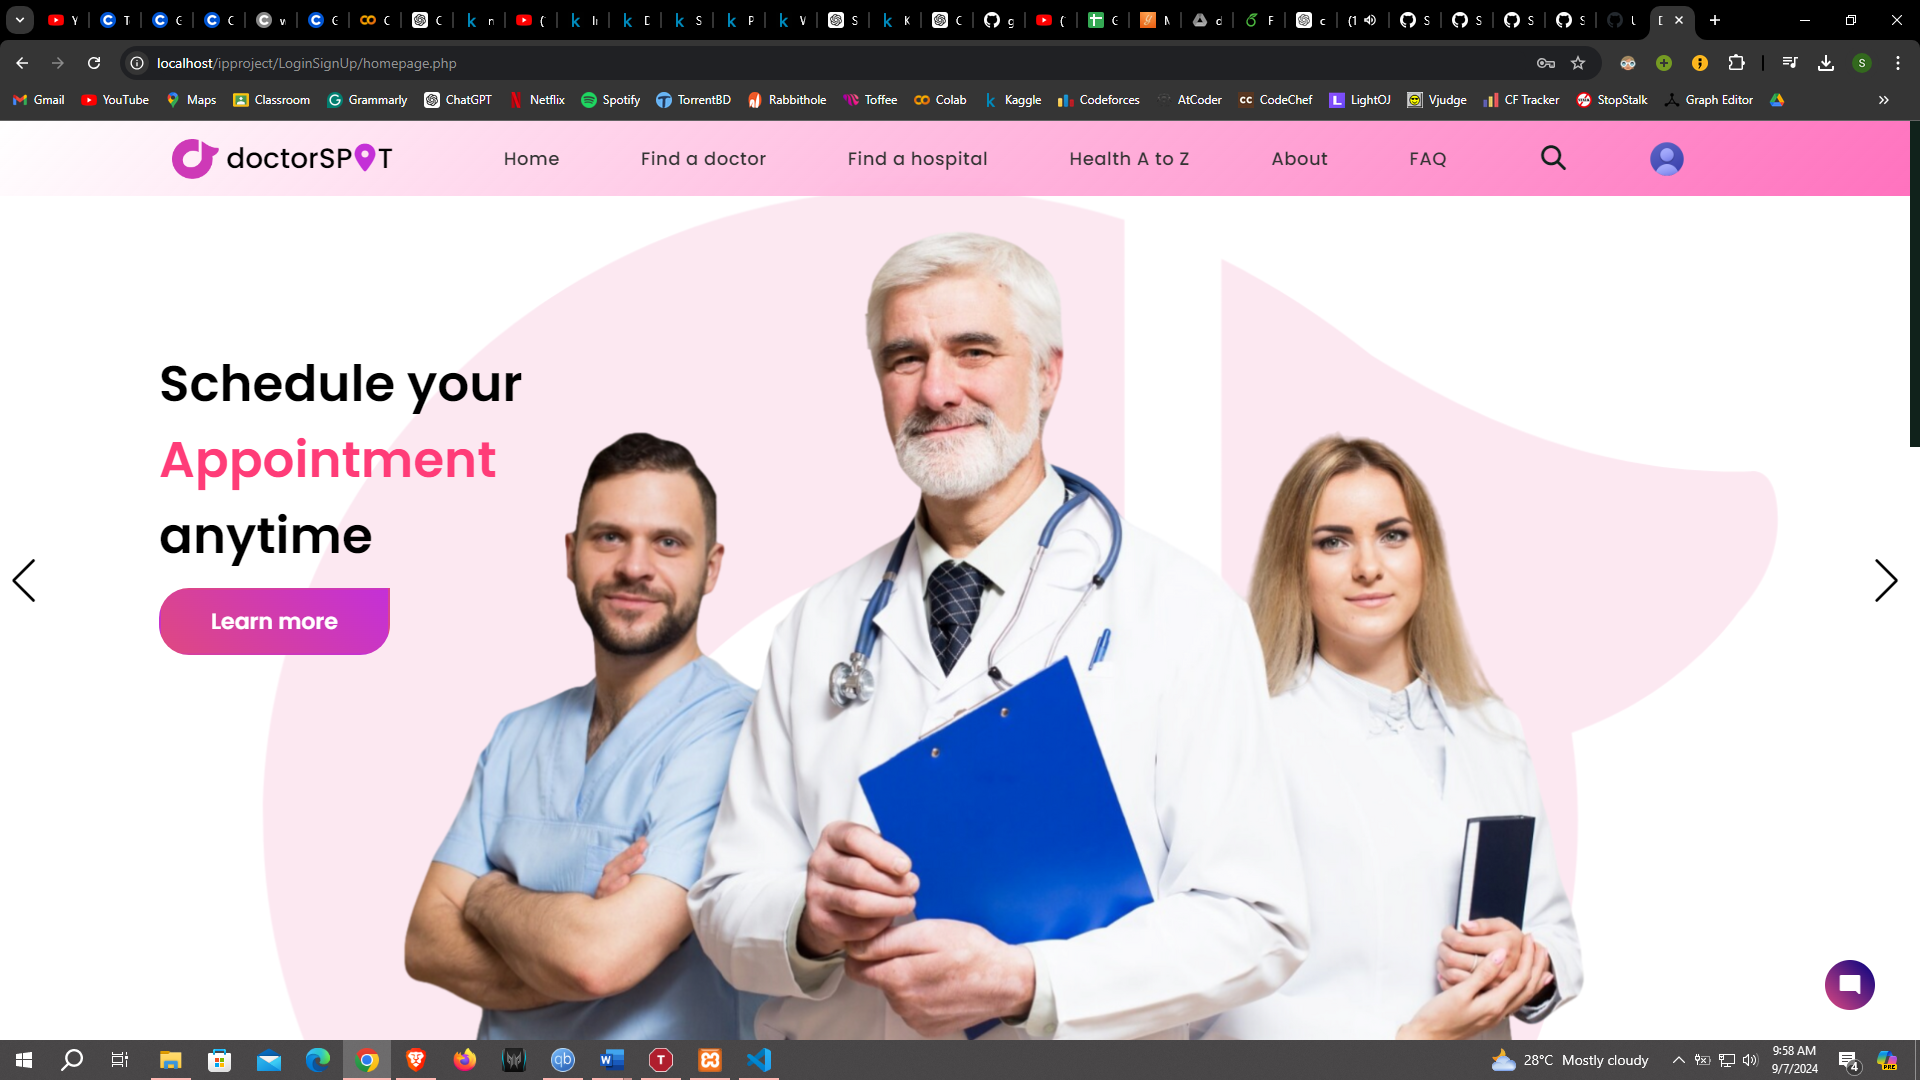 localhost/ipproject/LoginSignUp/homepage.php
Gmail YouTube Maps Classroom Grammarly ChatGPT Netflix Spotify TorrentBD Rabbithole Toffee Colab Kaggle Codeforces AtCoder CodeChef LightOJ Vjudge CF Tracker StopStalk Graph Editor
doctorSPOT Home Find a doctor Find a hospital Health A to Z About FAQ
Schedule your
Appointment
anytime
Learn more
28°C Mostly cloudy
9:58 AM
9/7/2024
4